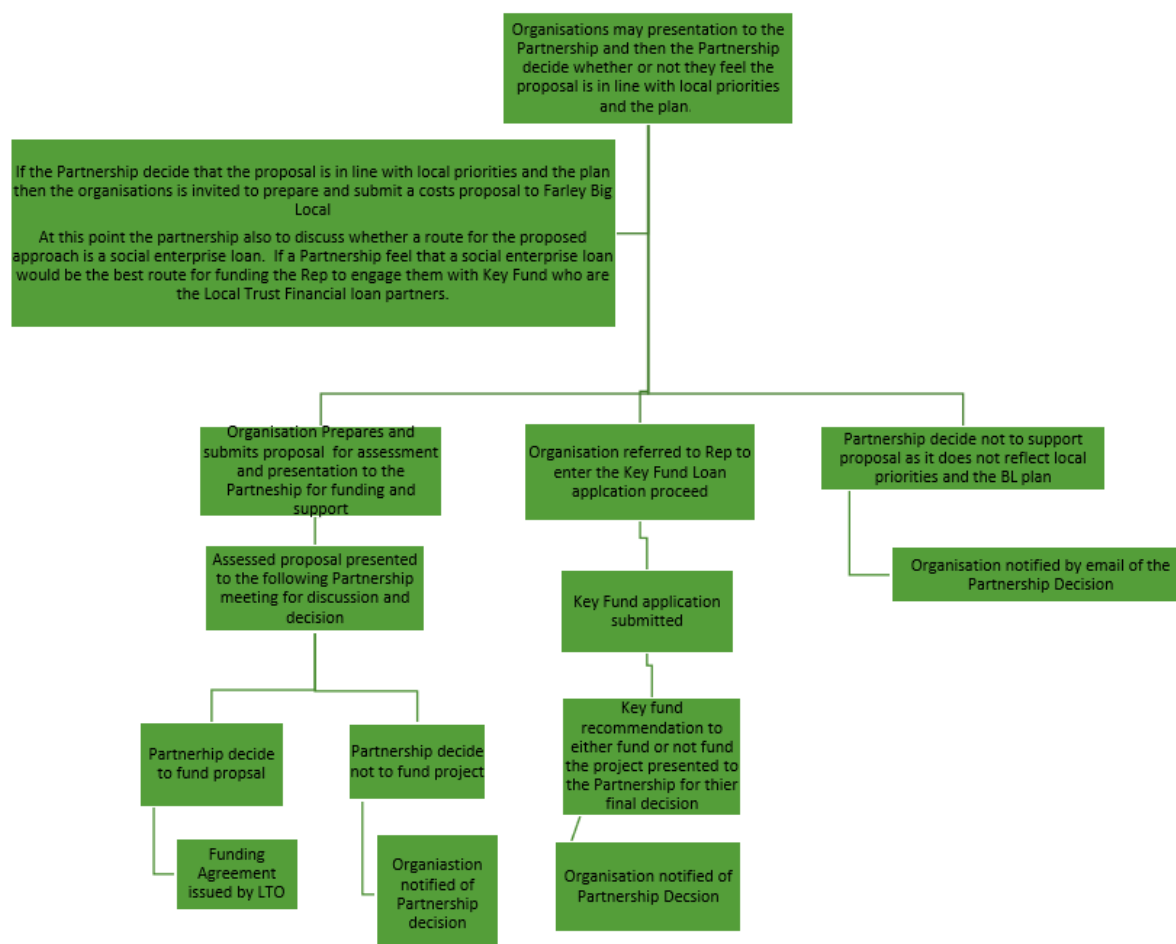 Organisations may presentation to the
Partnership and then the Partnership
decide whether or not they feel the
proposal is in line with local priorities
and the plan.
If the Partnership decide that the proposal is in line with local priorities and the plan
then the organisations is invited to prepare and submit a costs proposal to Farley Big
Local
At this point the partnership also to discuss whether a route for the proposed
approach is a social enterprise loan. If a Partnership feel that a social enterprise loan
would be the best route for funding the Rep to engage them with Key Fund who are
the Local Trust Financial loan partners.
Organisation Prepares and
submits proposal for assessment
and presentation to the
Partneship for funding and
support
Assessed proposal presented
to the following Partnership
meeting for discussion and
decision
Partnerhip decide
to fund propsal
Funding
Agreement
issued by LTO
Partnership decide
not to fund project
Organiastion
notified of
Partnership
decision
Organisation referred to Rep to
enter the Key Fund Loan
applcation proceed
Key Fund application
submitted
Key fund
recommendation to
either fund or not fund
the project presented to
the Partnership for thier
final decision
Organisation notified of
Partnership Decsion
Partnership decide not to support
proposal as it does not reflect local
priorities and the BL plan
Organisation notified by email of the
Partnership Decision